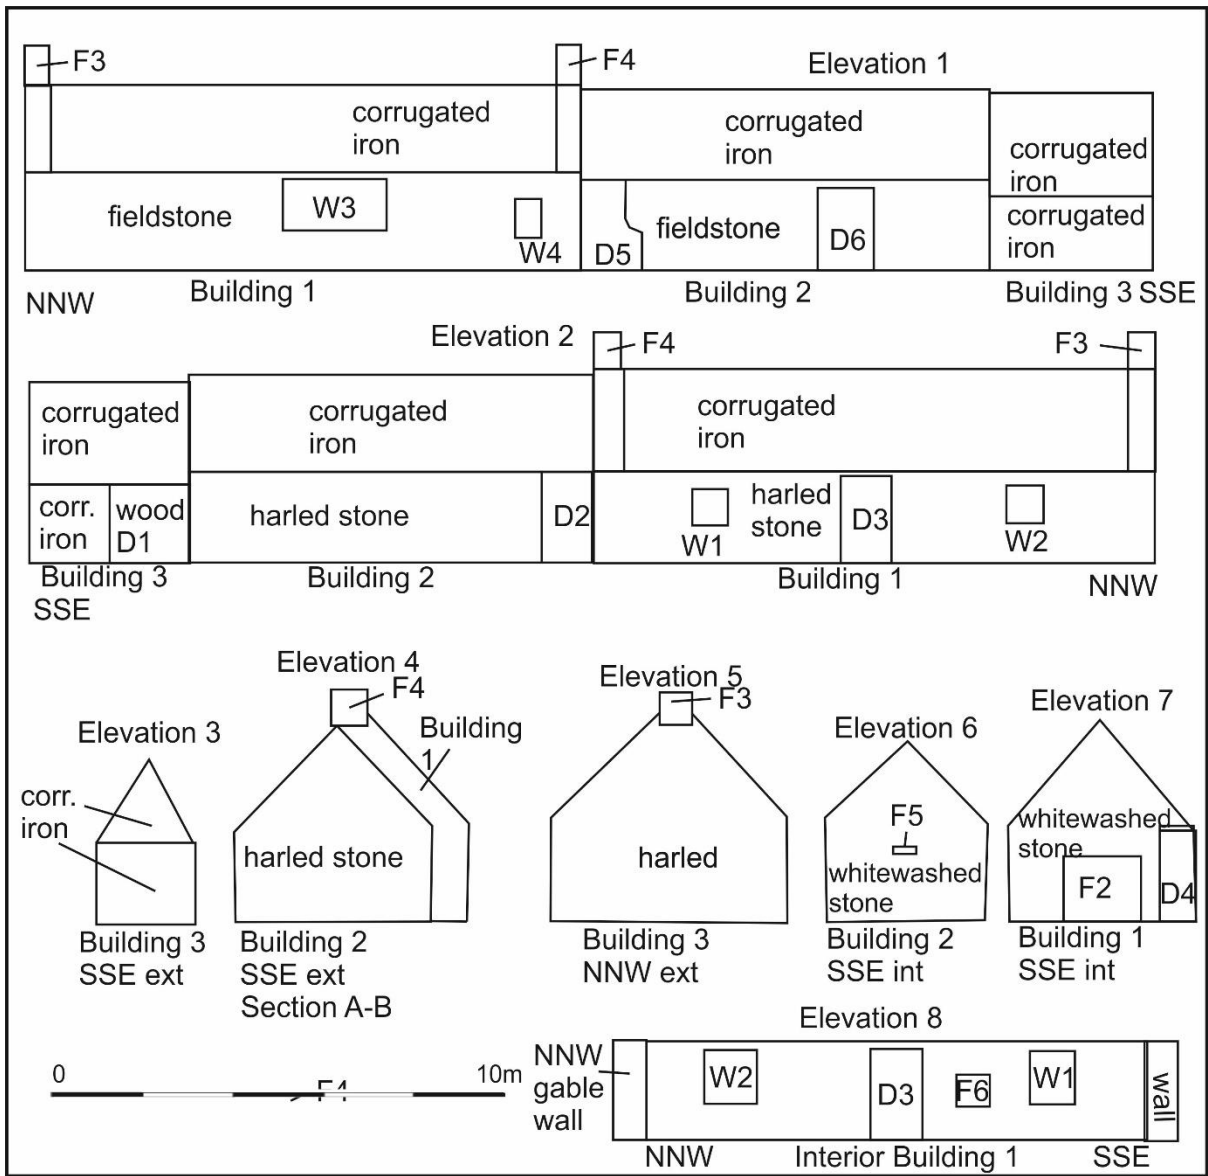 F3
F4
Elevation 1
corrugated
iron
corrugated
iron
corrugated
iron
fieldstone
W3
W4
D5
fieldstone
D6
corrugated
iron
NNW
Building 1
Building 2
Building 3 SSE
Elevation 2
F4
F3
corrugated
iron
corrugated
iron
corrugated
iron
corr.
iron
wood
D1
harled stone
D2
W1
harled
stone
D3
W2
Building 3
SSE
Building 2
Building 1
NNW
Elevation 4
F4
Building
1
Elevation 5
F3
Elevation 3
Elevation 6
Elevation 7
corr.
iron
harled stone
harled
F5
whitewashed
stone
whitewashed
stone
F2
D4
Building 3
SSE ext
Building 2
SSE ext
Section A-B
Building 3
NNW ext
Building 2
SSE int
Building 1
SSE int
Elevation 8
0
10m
F4
NNW
gable
wall
W2
D3
F6
W1
wall
NNW
Interior Building 1
SSE